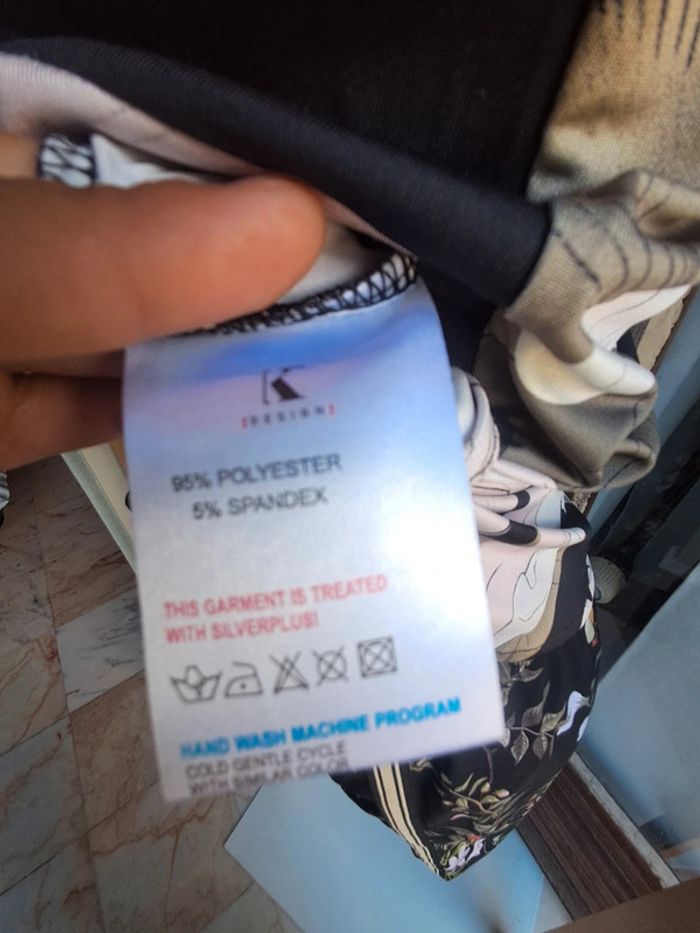 K
[DESIGN]
95% POLYESTER
5% SPANDEX
THIS GARMENT IS TREATED
WITH SILVERPLUS!
HAND WASH MACHINE PROGRAM
COLD GENTLE CYCLE
WITH SIMILAR COLOR